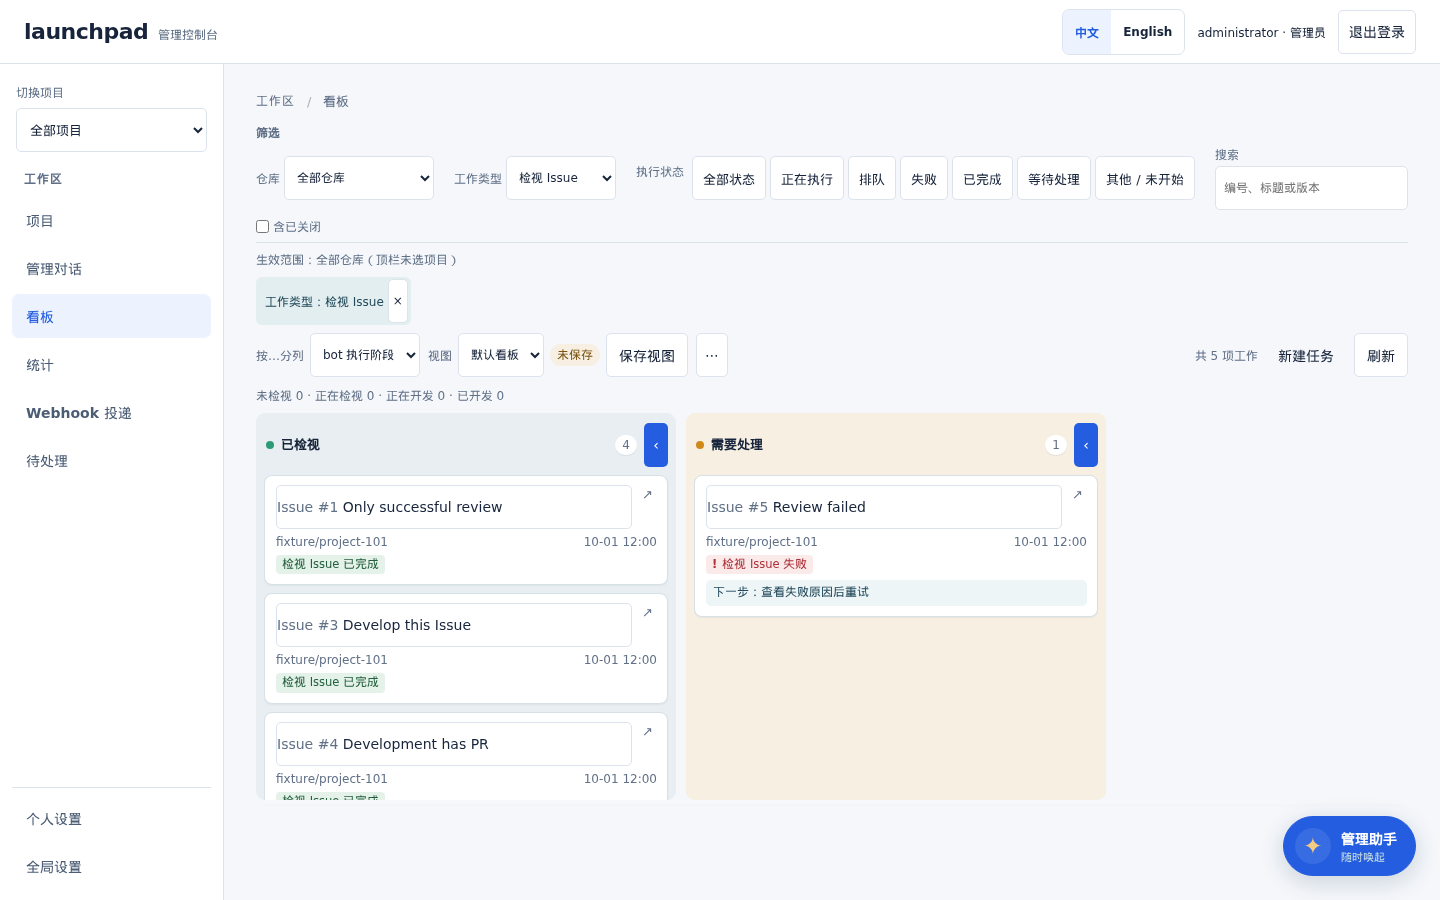 launchpad 管理控制台
中文 English administrator · 管理员 退出登录
切换项目
全部项目
工作区
项目
管理对话
看板
统计
Webhook 投递
待处理
个人设置
全局设置
工作区 / 看板
筛选
仓库 全部仓库 工作类型 检视 Issue 执行状态 全部状态 正在执行 排队 失败 已完成 等待处理 其他 / 未开始
搜索
编号、标题或版本
含已关闭
生效范围：全部仓库（顶栏未选项目）
工作类型：检视 Issue ×
按…分列 bot 执行阶段 视图 默认看板 未保存 保存视图 ··· 共 5 项工作 新建任务 刷新
未检视 0 · 正在检视 0 · 正在开发 0 · 已开发 0
已检视 4 ‹
Issue #1 Only successful review ↗
fixture/project-101 10-01 12:00
检视 Issue 已完成
Issue #3 Develop this Issue ↗
fixture/project-101 10-01 12:00
检视 Issue 已完成
Issue #4 Development has PR ↗
fixture/project-101 10-01 12:00
检视 Issue 已完成
需要处理 1 ‹
Issue #5 Review failed ↗
fixture/project-101 10-01 12:00
! 检视 Issue 失败
下一步：查看失败原因后重试
管理助手
随时唤起